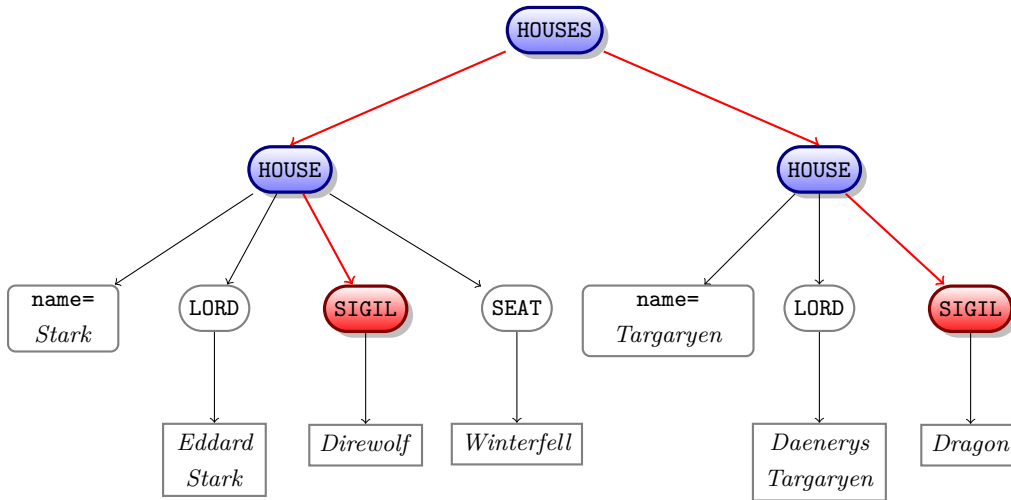 HOUSES
HOUSE
HOUSE
name=
Stark
LORD
SIGIL
SEAT
name=
Targaryen
LORD
SIGIL
Eddard
Stark
Direwolf
Winterfell
Daenerys
Targaryen
Dragon